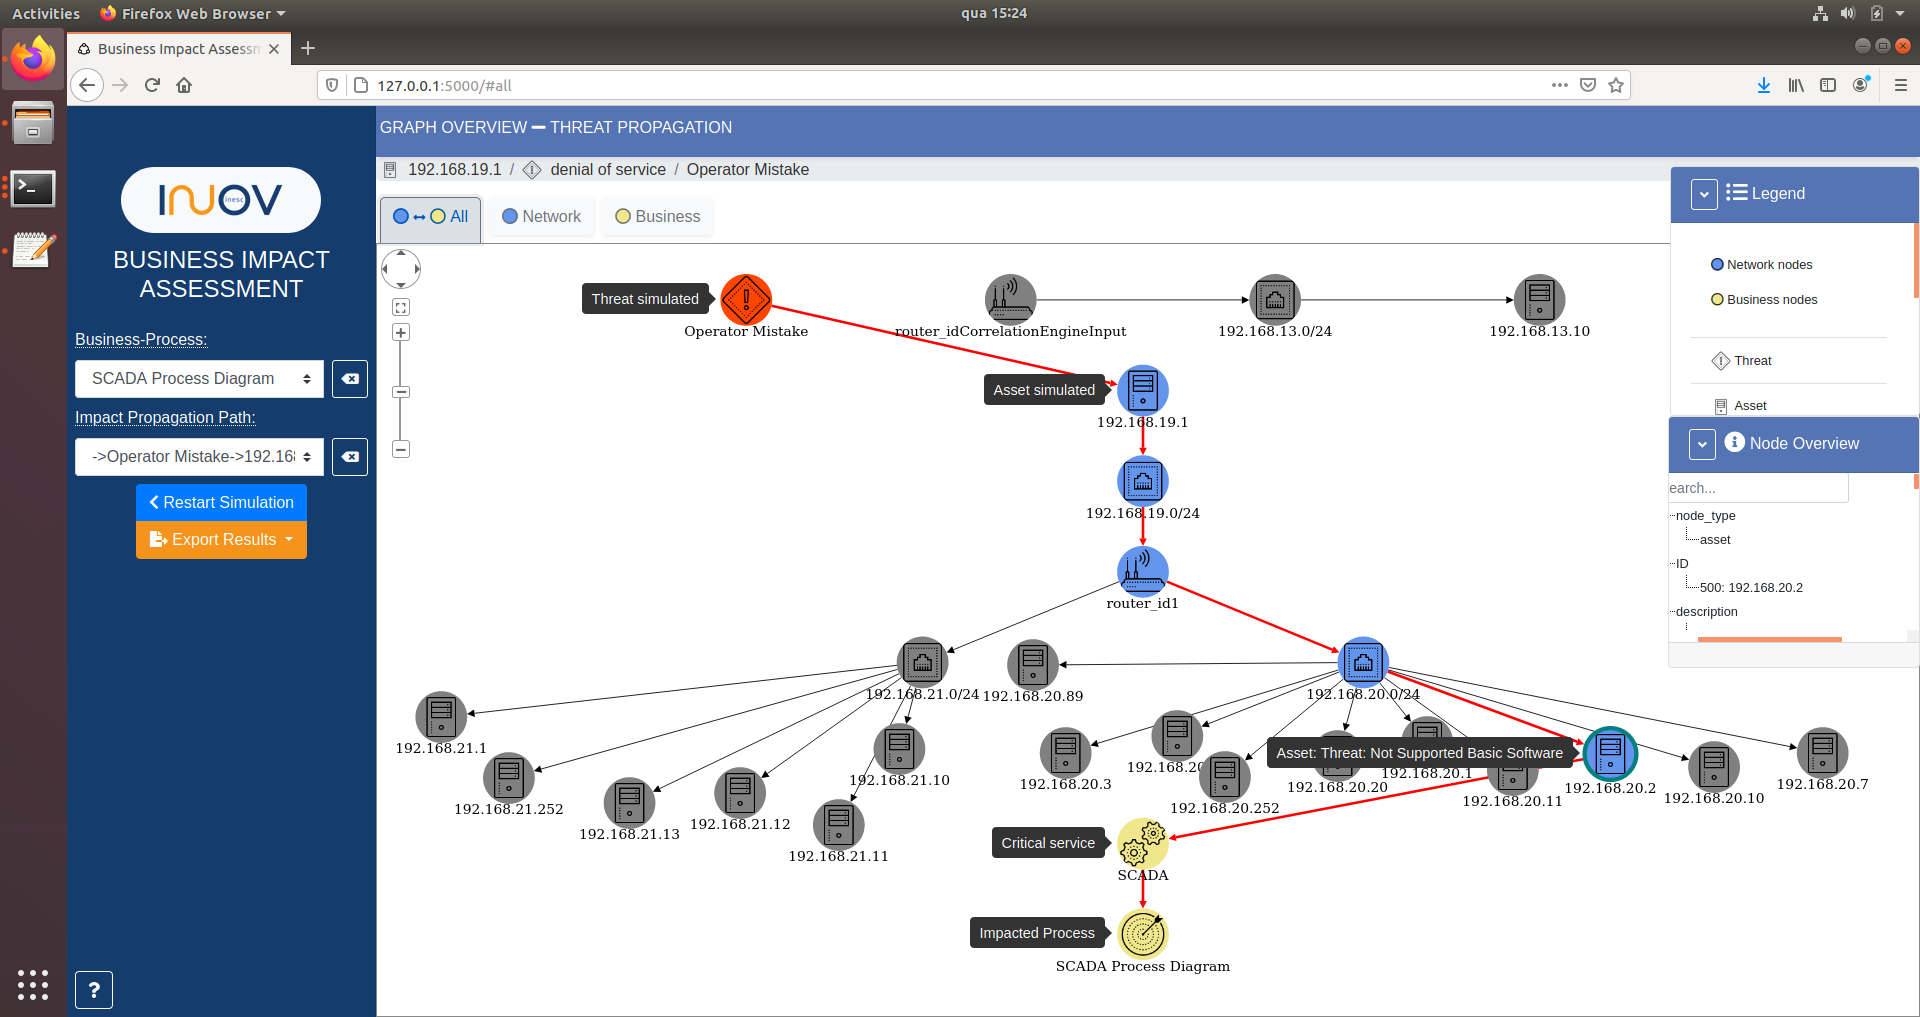 Activities
Firefox Web Browser
qua 15:24
Business Impact Assessm
127.0.0.1:5000/#all
INOV
inesc
BUSINESS IMPACT
ASSESSMENT
Business-Process:
SCADA Process Diagram
Impact Propagation Path:
->Operator Mistake->192.16
Restart Simulation
Export Results
?
GRAPH OVERVIEW — THREAT PROPAGATION
192.168.19.1 / denial of service / Operator Mistake
All
Network
Business
Threat simulated
Operator Mistake
router_idCorrelationEngineInput
192.168.13.0/24
192.168.13.10
Asset simulated
192.168.19.1
192.168.19.0/24
router_id1
192.168.21.0/24
192.168.20.89
192.168.20.0/24
192.168.21.1
192.168.21.252
192.168.21.13
192.168.21.12
192.168.21.10
192.168.21.11
192.168.20.3
192.168.20
192.168.20.252
192.168.20.20
192.168.20.1
192.168.20.11
Asset: Threat: Not Supported Basic Software
192.168.20.2
192.168.20.10
192.168.20.7
Critical service
SCADA
Impacted Process
SCADA Process Diagram
Legend
Network nodes
Business nodes
Threat
Asset
Node Overview
earch...
node_type
asset
ID
500: 192.168.20.2
description